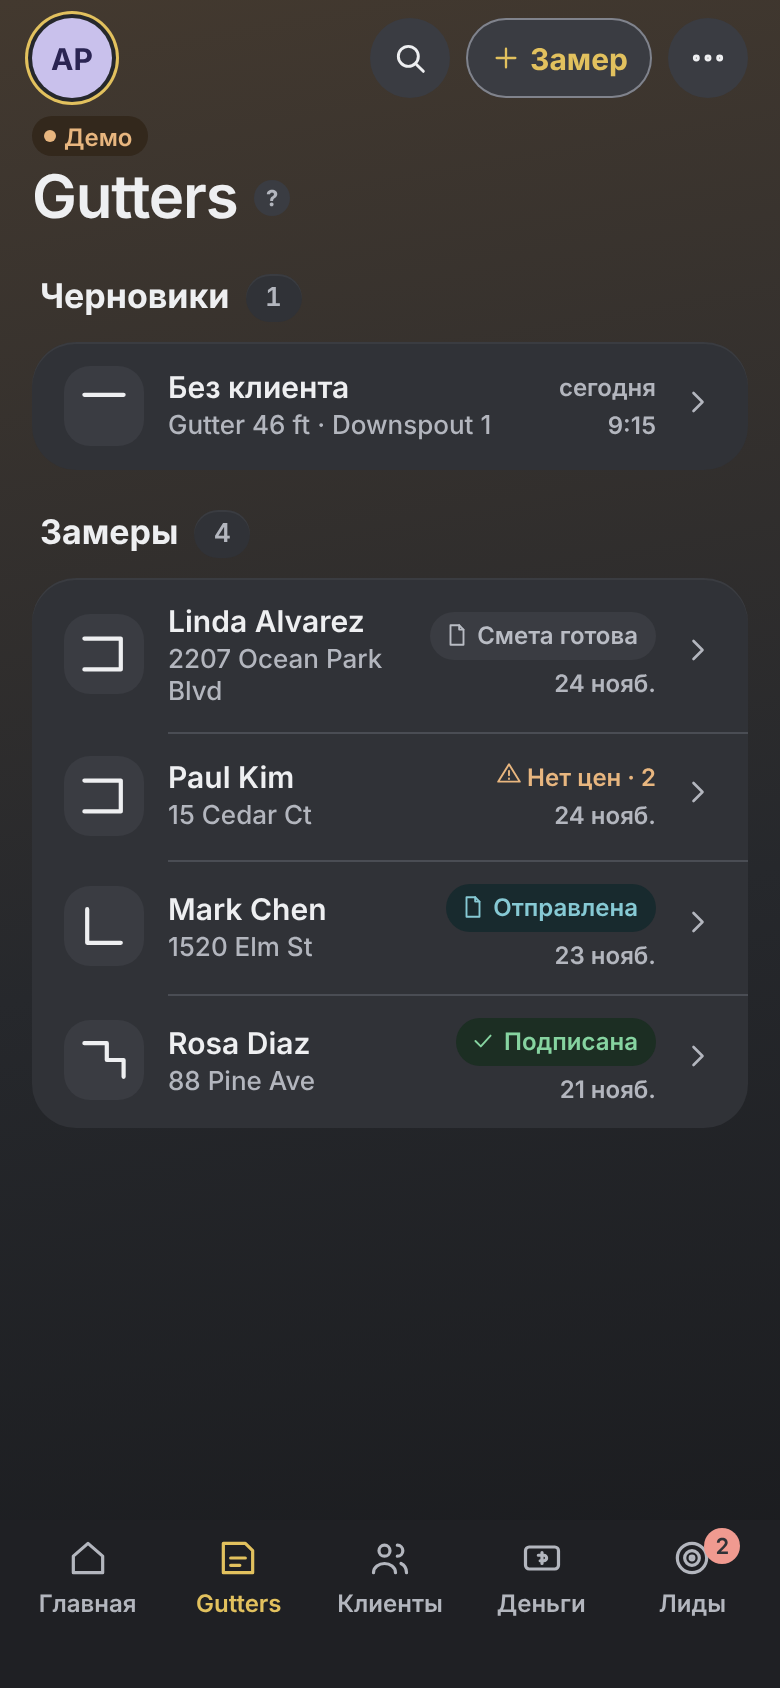 AP
+ Замер
Демо
Gutters ?
Черновики 1
Без клиента
Gutter 46 ft · Downspout 1
сегодня
9:15
Замеры 4
Linda Alvarez
2207 Ocean Park
Blvd
Смета готова
24 нояб.
Paul Kim
15 Cedar Ct
Нет цен · 2
24 нояб.
Mark Chen
1520 Elm St
Отправлена
23 нояб.
Rosa Diaz
88 Pine Ave
Подписана
21 нояб.
2
Главная
Gutters
Клиенты
Деньги
Лиды